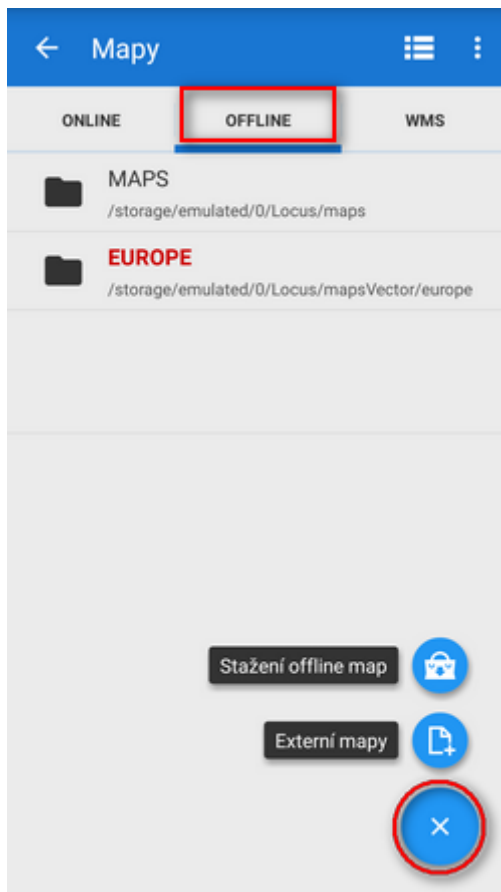 Mapy
ONLINE
OFFLINE
WMS
MAPS
/storage/emulated/0/Locus/maps
EUROPE
/storage/emulated/0/Locus/mapsVector/europe
Stažení offline map
Externí mapy